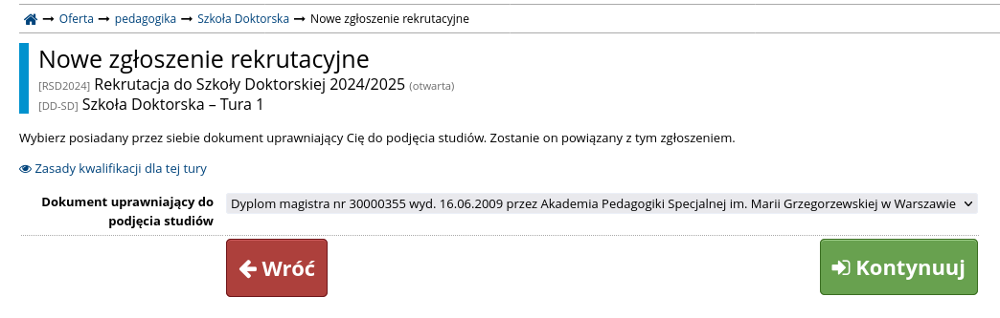 Oferta → pedagogika → Szkoła Doktorska → Nowe zgłoszenie rekrutacyjne
Nowe zgłoszenie rekrutacyjne
[RSD2024] Rekrutacja do Szkoły Doktorskiej 2024/2025 (otwarta)
[DD-SD] Szkoła Doktorska – Tura 1
Wybierz posiadany przez siebie dokument uprawniający Cię do podjęcia studiów. Zostanie on powiązany z tym zgłoszeniem.
Zasady kwalifikacji dla tej tury
Dokument uprawniający do
podjęcia studiów
Dyplom magistra nr 30000355 wyd. 16.06.2009 przez Akademia Pedagogiki Specjalnej im. Marii Grzegorzewskiej w Warszawie
Wróć
Kontynuuj